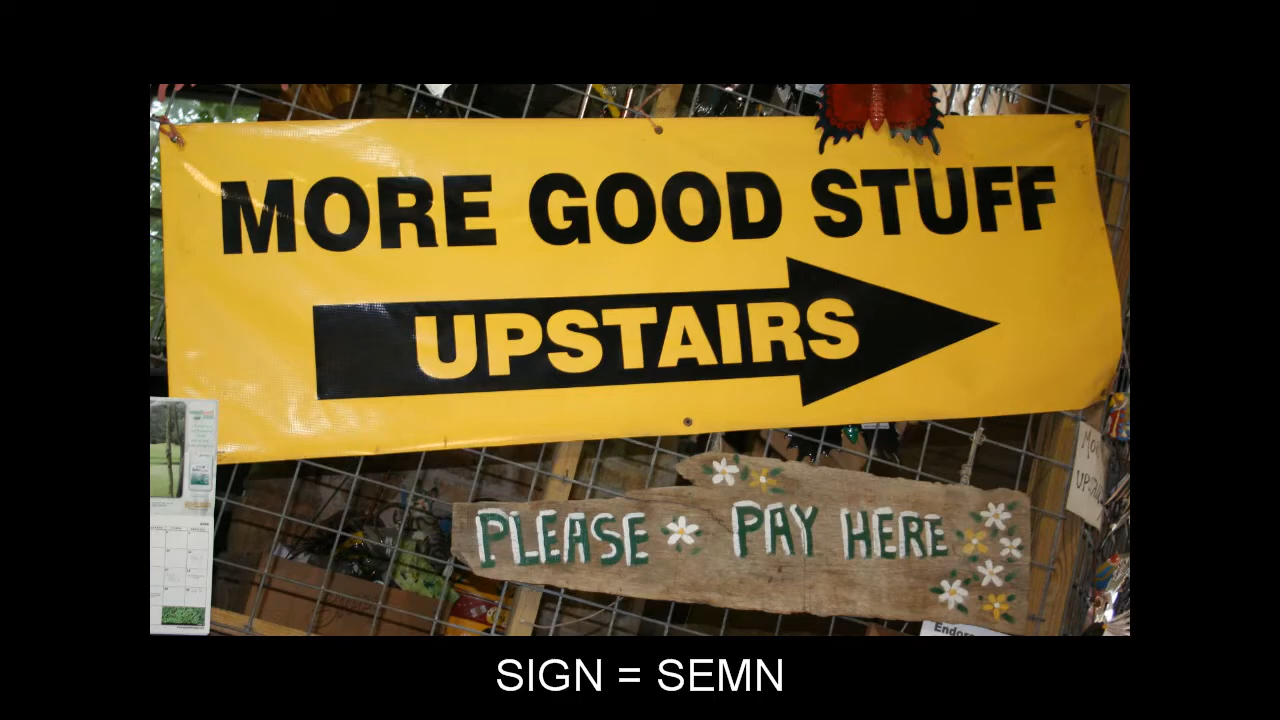 MORE GOOD STUFF
UPSTAIRS
PLEASE PAY HERE
SIGN = SEMN